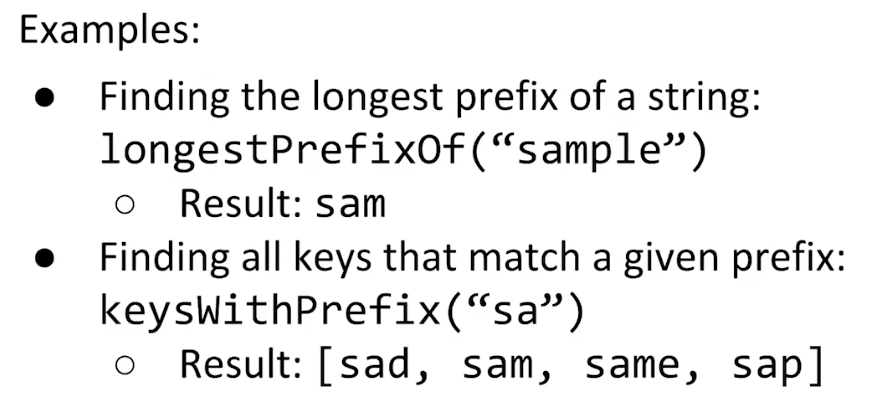 Examples:
● Finding the longest prefix of a string:
longestPrefixOf(“sample”)
○ Result: sam
● Finding all keys that match a given prefix:
keysWithPrefix(“sa”)
○ Result: [sad, sam, same, sap]